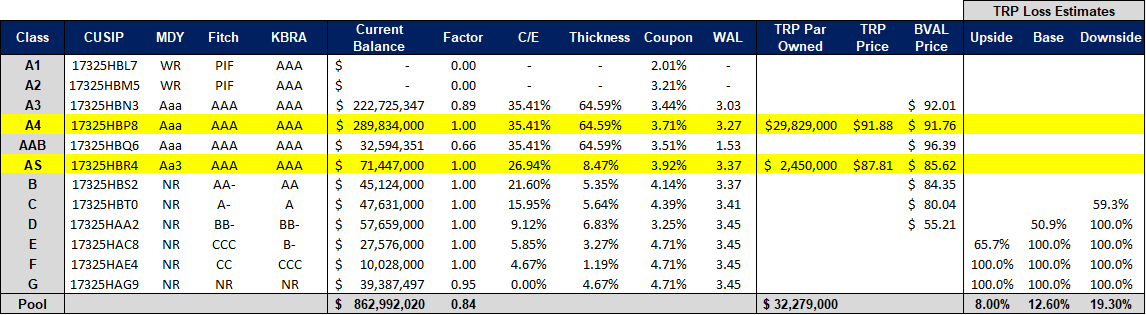 TRP Loss Estimates
Class CUSIP MDY Fitch KBRA Current Balance Factor C/E Thickness Coupon WAL TRP Par Owned TRP Price BVAL Price Upside Base Downside
A1 17325HBL7 WR PIF AAA $ - 0.00 - - 2.01% -
A2 17325HBM5 WR PIF AAA $ - 0.00 - - 3.21% -
A3 17325HBN3 Aaa AAA AAA $ 222,725,347 0.89 35.41% 64.59% 3.44% 3.03 $ 92.01
A4 17325HBP8 Aaa AAA AAA $ 289,834,000 1.00 35.41% 64.59% 3.71% 3.27 $29,829,000 $91.88 $ 91.76
AAB 17325HBQ6 Aaa AAA AAA $ 32,594,351 0.66 35.41% 64.59% 3.51% 1.53 $ 96.39
AS 17325HBR4 Aa3 AAA AAA $ 71,447,000 1.00 26.94% 8.47% 3.92% 3.37 $ 2,450,000 $87.81 $ 85.62
B 17325HBS2 NR AA- AA $ 45,124,000 1.00 21.60% 5.35% 4.14% 3.37 $ 84.35
C 17325HBT0 NR A- A $ 47,631,000 1.00 15.95% 5.64% 4.39% 3.41 $ 80.04 59.3%
D 17325HAA2 NR BB- BB- $ 57,659,000 1.00 9.12% 6.83% 3.25% 3.45 $ 55.21 50.9% 100.0%
E 17325HAC8 NR CCC B- $ 27,576,000 1.00 5.85% 3.27% 4.71% 3.45 65.7% 100.0% 100.0%
F 17325HAE4 NR CC CCC $ 10,028,000 1.00 4.67% 1.19% 4.71% 3.45 100.0% 100.0% 100.0%
G 17325HAG9 NR NR NR $ 39,387,497 0.95 0.00% 4.67% 4.71% 3.45 100.0% 100.0% 100.0%
Pool $ 862,992,020 0.84 $ 32,279,000 8.00% 12.60% 19.30%